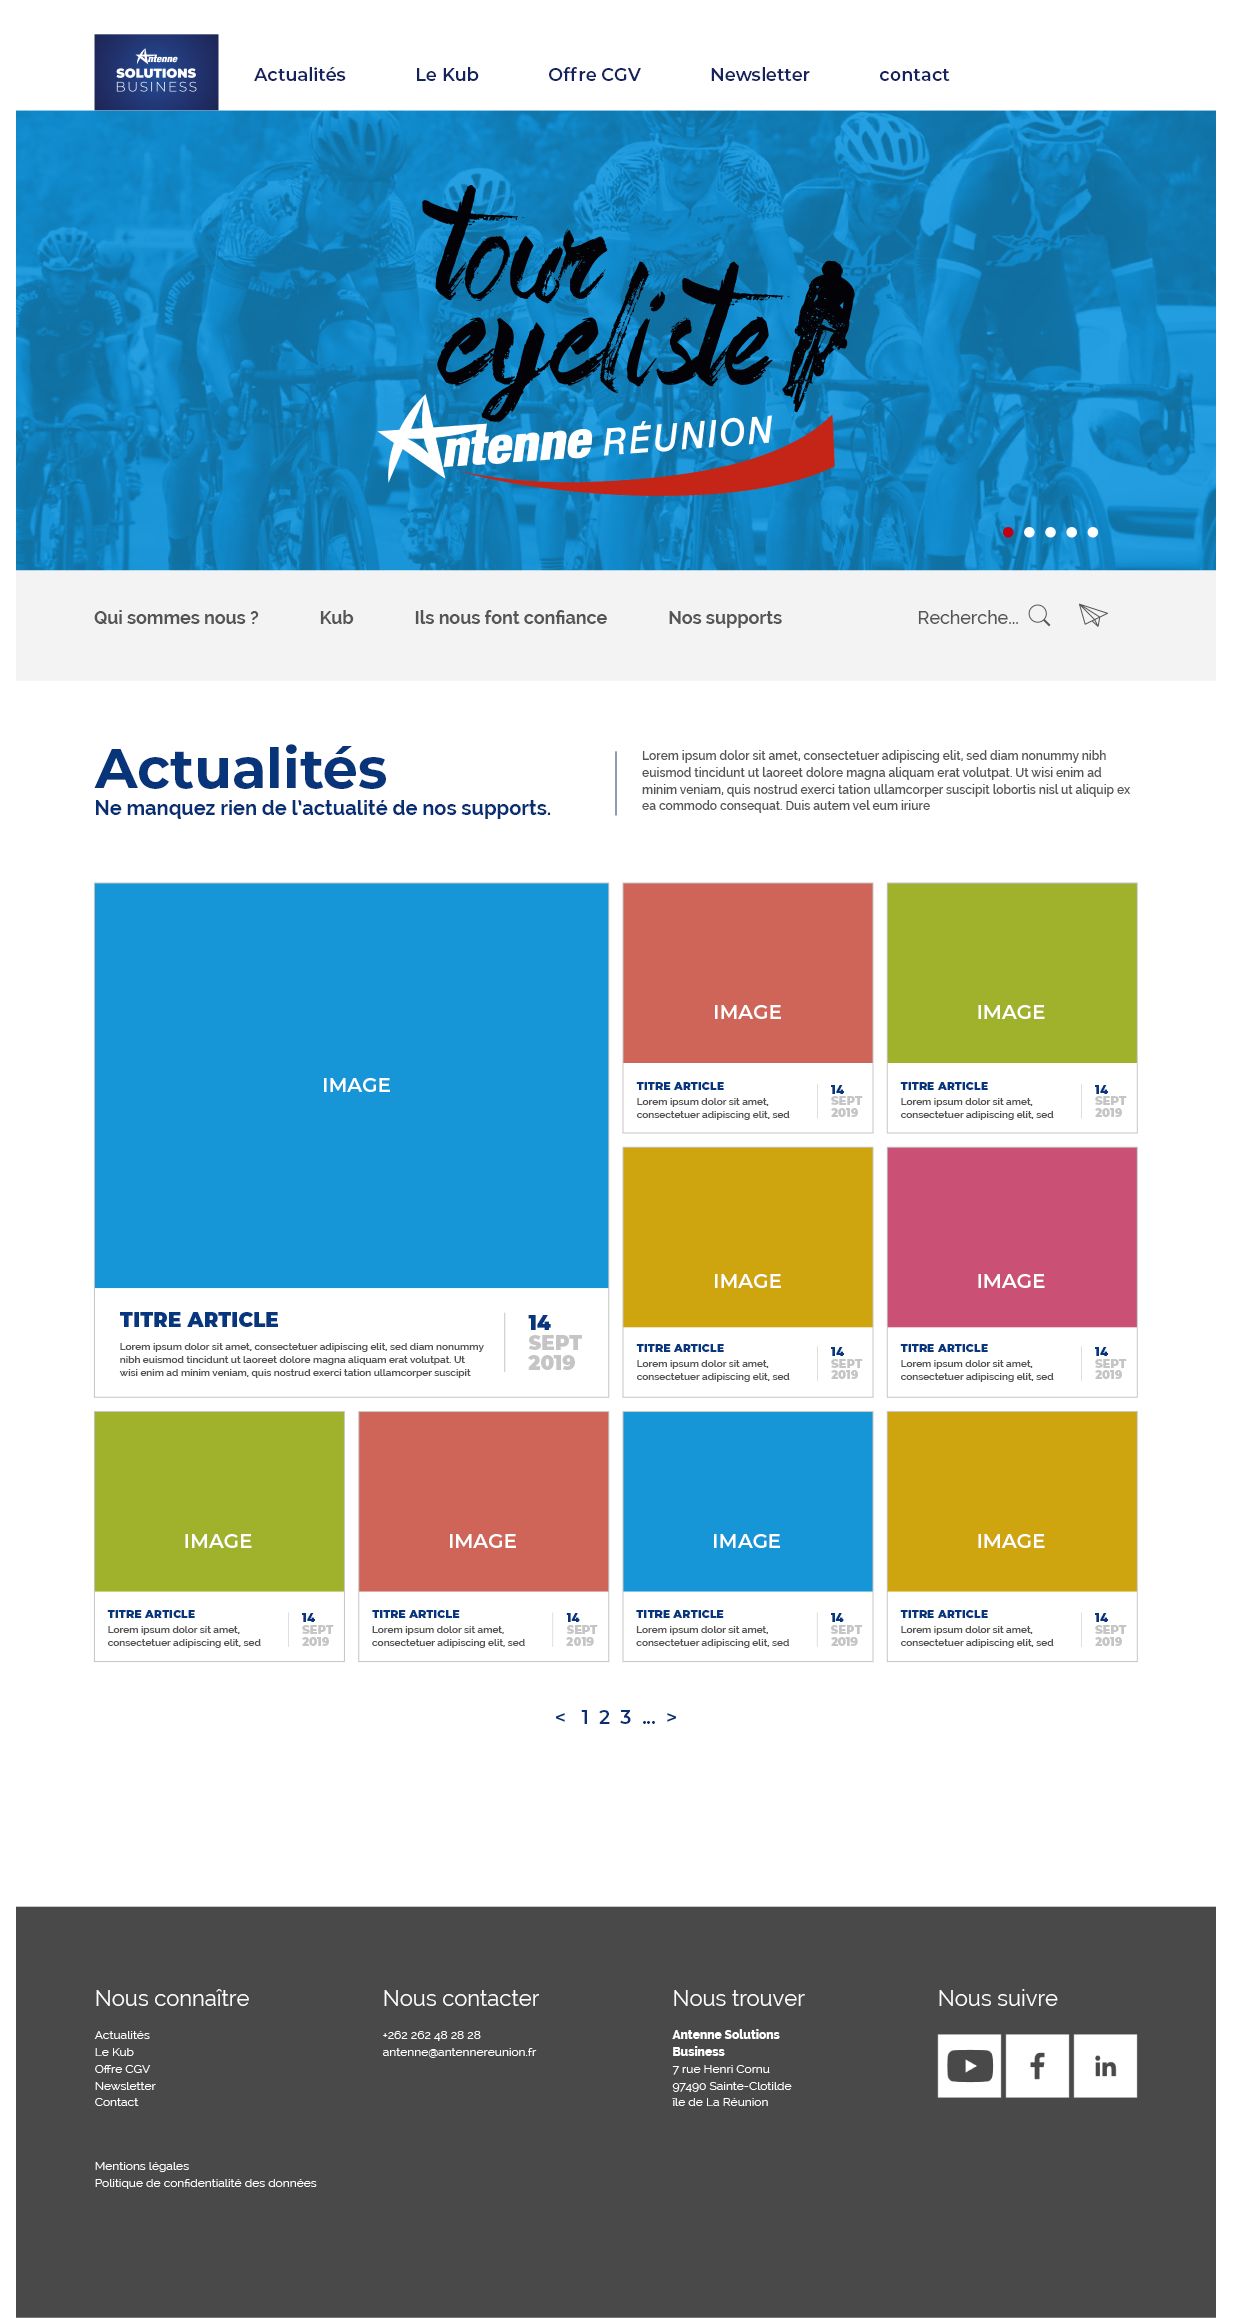 Antenne
SOLUTIONS
BUSINESS
Actualités
Le Kub
Offre CGV
Newsletter
contact
MAURITIUS
tour
cycliste
Antenne RÉUNION
Qui sommes nous ?
Kub
Ils nous font confiance
Nos supports
Recherche...
Actualités
Ne manquez rien de l'actualité de nos supports.
Lorem ipsum dolor sit amet, consectetuer adipiscing elit, sed diam nonummy nibh
euismod tincidunt ut laoreet dolore magna aliquam erat volutpat. Ut wisi enim ad
minim veniam, quis nostrud exerci tation ullamcorper suscipit lobortis nisl ut aliquip ex
ea commodo consequat. Duis autem vel eum iriure
IMAGE
TITRE ARTICLE
Lorem ipsum dolor sit amet, consectetuer adipiscing elit, sed diam nonummy
nibh euismod tincidunt ut laoreet dolore magna aliquam erat volutpat. Ut
wisi enim ad minim veniam, quis nostrud exerci tation ullamcorper suscipit
14
SEPT
2019
IMAGE
TITRE ARTICLE
Lorem ipsum dolor sit amet,
consectetuer adipiscing elit, sed
14
SEPT
2019
IMAGE
TITRE ARTICLE
Lorem ipsum dolor sit amet,
consectetuer adipiscing elit, sed
14
SEPT
2019
IMAGE
TITRE ARTICLE
Lorem ipsum dolor sit amet,
consectetuer adipiscing elit, sed
14
SEPT
2019
IMAGE
TITRE ARTICLE
Lorem ipsum dolor sit amet,
consectetuer adipiscing elit, sed
14
SEPT
2019
IMAGE
TITRE ARTICLE
Lorem ipsum dolor sit amet,
consectetuer adipiscing elit, sed
14
SEPT
2019
IMAGE
TITRE ARTICLE
Lorem ipsum dolor sit amet,
consectetuer adipiscing elit, sed
14
SEPT
2019
IMAGE
TITRE ARTICLE
Lorem ipsum dolor sit amet,
consectetuer adipiscing elit, sed
14
SEPT
2019
IMAGE
TITRE ARTICLE
Lorem ipsum dolor sit amet,
consectetuer adipiscing elit, sed
14
SEPT
2019
< 1 2 3 ... >
Nous connaître
Actualités
Le Kub
Offre CGV
Newsletter
Contact
Mentions légales
Politique de confidentialité des données
Nous contacter
+262 262 48 28 28
antenne@antennereunion.fr
Nous trouver
Antenne Solutions
Business
7 rue Henri Cornu
97490 Sainte-Clotilde
île de La Réunion
Nous suivre
f
in